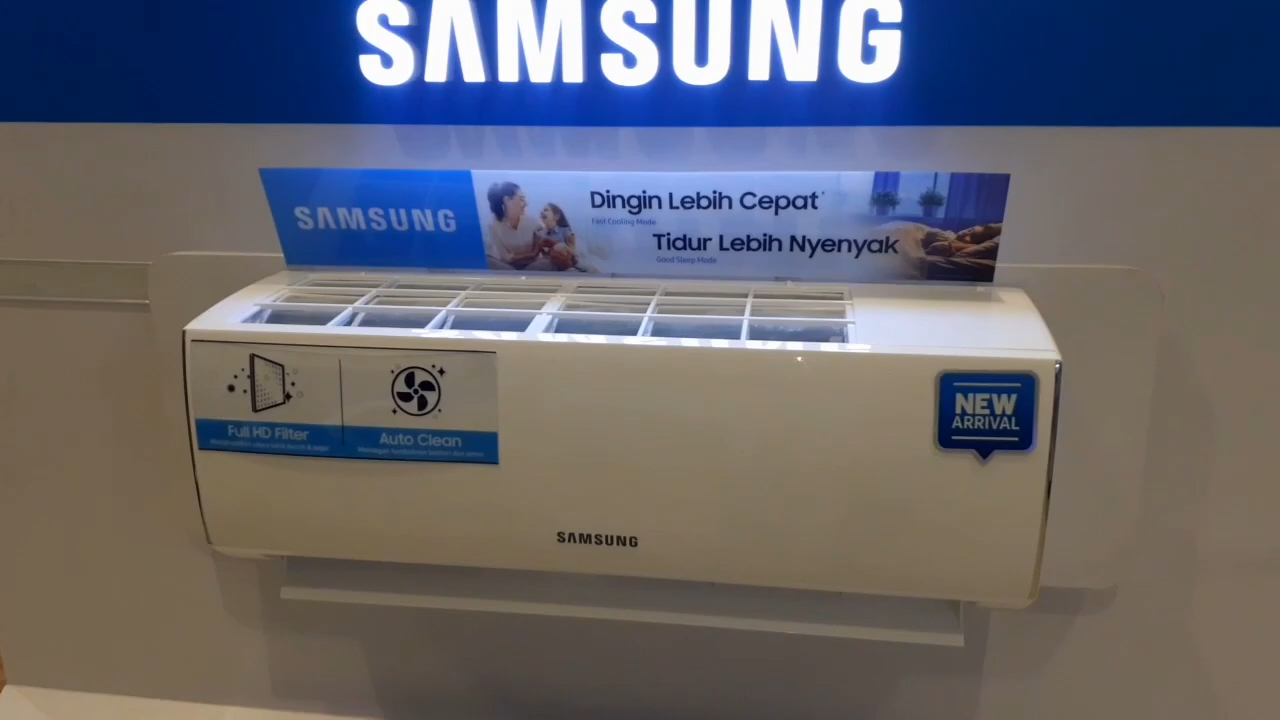 SAMSUNG
SAMSUNG
Dingin Lebih Cepat*
Fast Cooling Mode
Tidur Lebih Nyenyak
Good Sleep Mode
Full HD Filter
Auto Clean
NEW
ARRIVAL
SAMSUNG